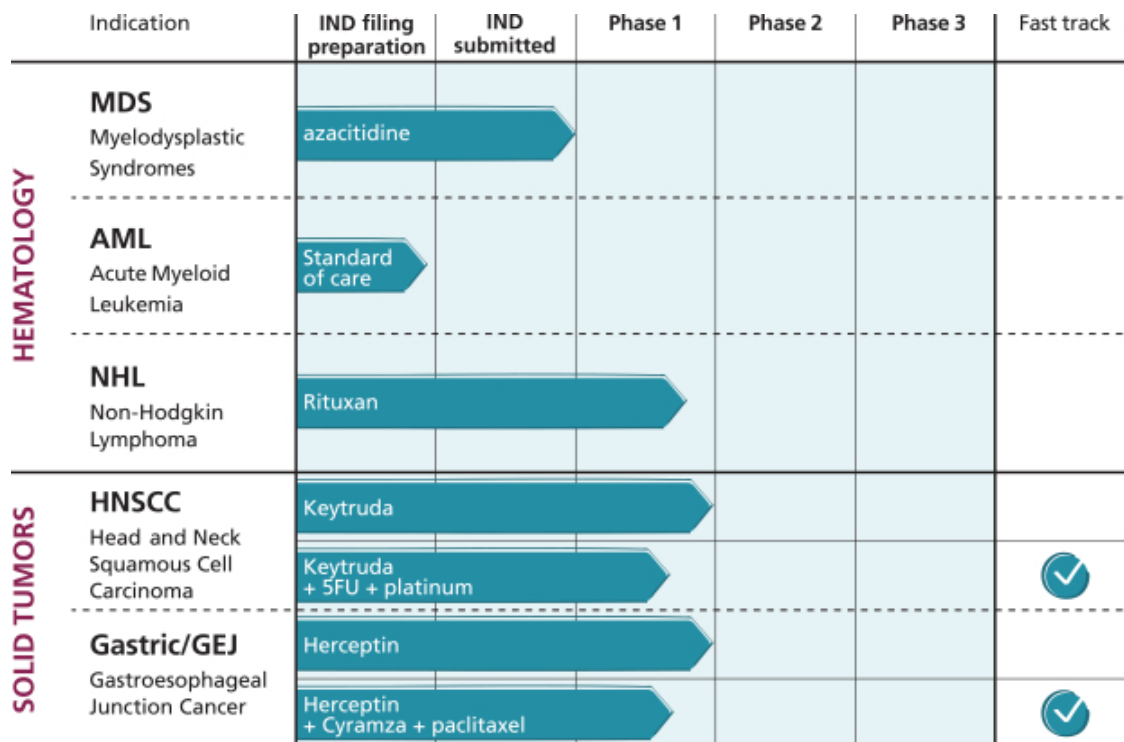 Indication
IND filing
preparation
IND
submitted
Phase 1
Phase 2
Phase 3
Fast track
HEMATOLOGY
MDS
Myelodysplastic
Syndromes
azacitidine
AML
Acute Myeloid
Leukemia
Standard
of care
NHL
Non-Hodgkin
Lymphoma
Rituxan
SOLID TUMORS
HNSCC
Head and Neck
Squamous Cell
Carcinoma
Keytruda
Keytruda
+ 5FU + platinum
Gastric/GEJ
Gastroesophageal
Junction Cancer
Herceptin
Herceptin
+ Cyramza + paclitaxel